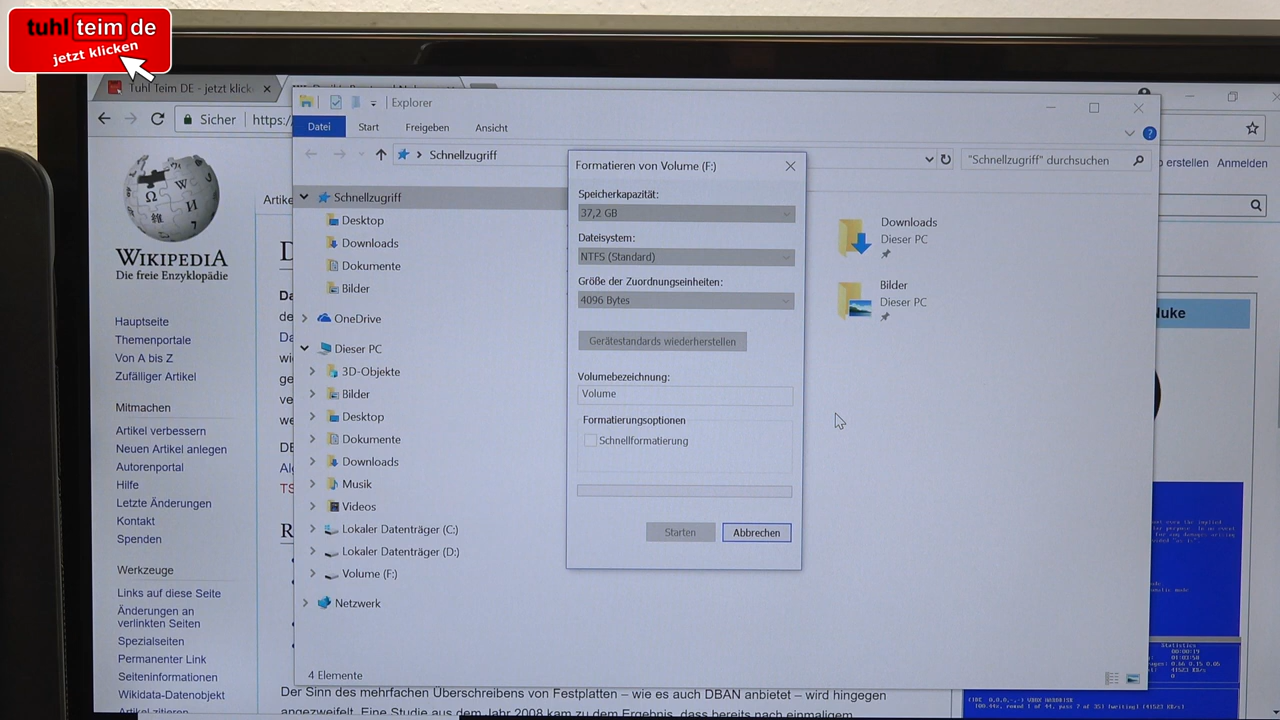 tuhl teim de
jetzt klicken
Tuhl Teim DE - jetzt klick
Sicher
https:/
Explorer
Datei
Start
Freigeben
Ansicht
Schnellzugriff
"Schnellzugriff" durchsuchen
erstellen
Anmelden
WIKIPEDIA
Die freie Enzyklopädie
Hauptseite
Themenportale
Von A bis Z
Zufälliger Artikel
Mitmachen
Artikel verbessern
Neuen Artikel anlegen
Autorenportal
Hilfe
Letzte Änderungen
Kontakt
Spenden
Werkzeuge
Links auf diese Seite
Änderungen an
verlinkten Seiten
Spezialseiten
Permanenter Link
Seiteninformationen
Wikidata-Datenobjekt
Artikel zitieren
Artike
Schnellzugriff
Desktop
Downloads
Dokumente
Bilder
OneDrive
Dieser PC
3D-Objekte
Bilder
Desktop
Dokumente
Downloads
Musik
Videos
Lokaler Datenträger (C:)
Lokaler Datenträger (D:)
Volume (F:)
Netzwerk
4 Elemente
Formatieren von Volume (F:)
Speicherkapazität:
37,2 GB
Dateisystem:
NTFS (Standard)
Größe der Zuordnungseinheiten:
4096 Bytes
Gerätestandards wiederherstellen
Volumebezeichnung:
Volume
Formatierungsoptionen
Schnellformatierung
Starten
Abbrechen
Downloads
Dieser PC
Bilder
Dieser PC
Nuke
Der Sinn des mehrfachen Überschreibens von Festplatten – wie es auch DBAN anbietet – wird hingegen